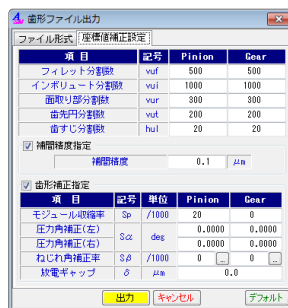 歯形ファイル出力
ファイル形式 座標値補正設定
項 目 記号 Pinion Gear
フィレット分割数 vuf 500 500
インボリュート分割数 vui 1000 1000
面取り部分割数 vur 300 300
歯先円分割数 vut 200 200
歯すじ分割数 hul 20 20
補間精度指定
補間精度 0.1 μm
歯形補正指定
項 目 記号 単位 Pinion Gear
モジュール収縮率 Sp /1000 20 0
圧力角補正(左) Sα deg 0.0000 0.0000
圧力角補正(右) 0.0000 0.0000
ねじれ角補正率 Sβ /1000 0 ... 0 ...
放電ギャップ δ μm 0.0
出力 キャンセル デフォルト